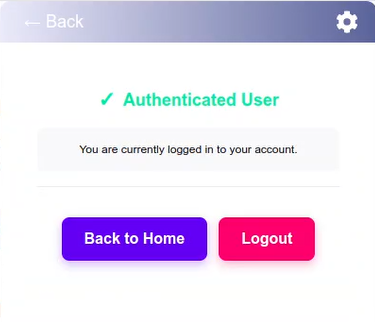 ← Back
✓ Authenticated User
You are currently logged in to your account.
Back to Home
Logout